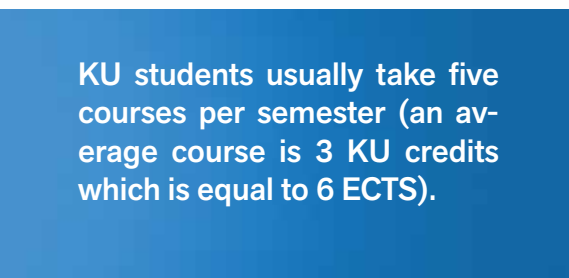 KU students usually take five
courses per semester (an av-
erage course is 3 KU credits
which is equal to 6 ECTS).